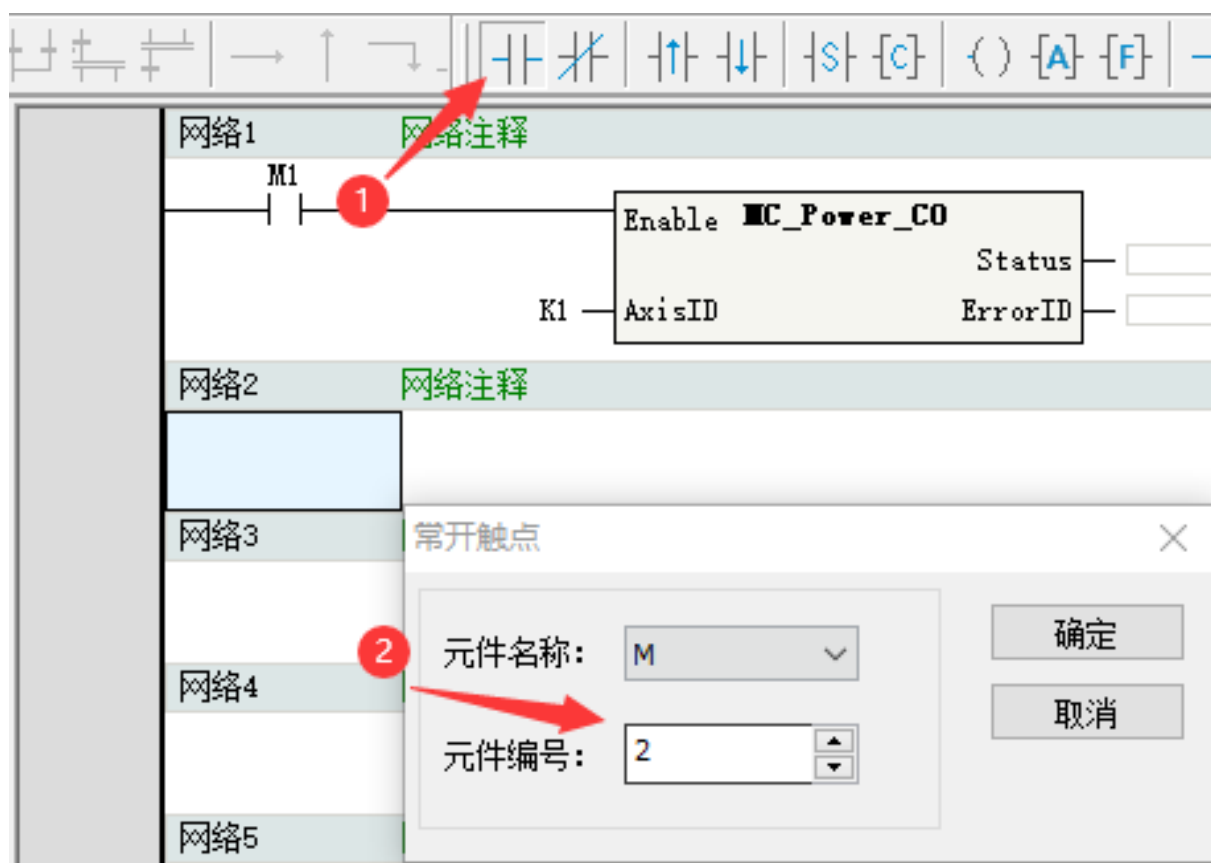 S C A F
网络1 网络注释
M1
1
Enable MC_Power_CO
Status
K1 AxisID ErrorID
网络2 网络注释
网络3 常开触点
2 元件名称: M 确定
网络4
取消
元件编号: 2
网络5